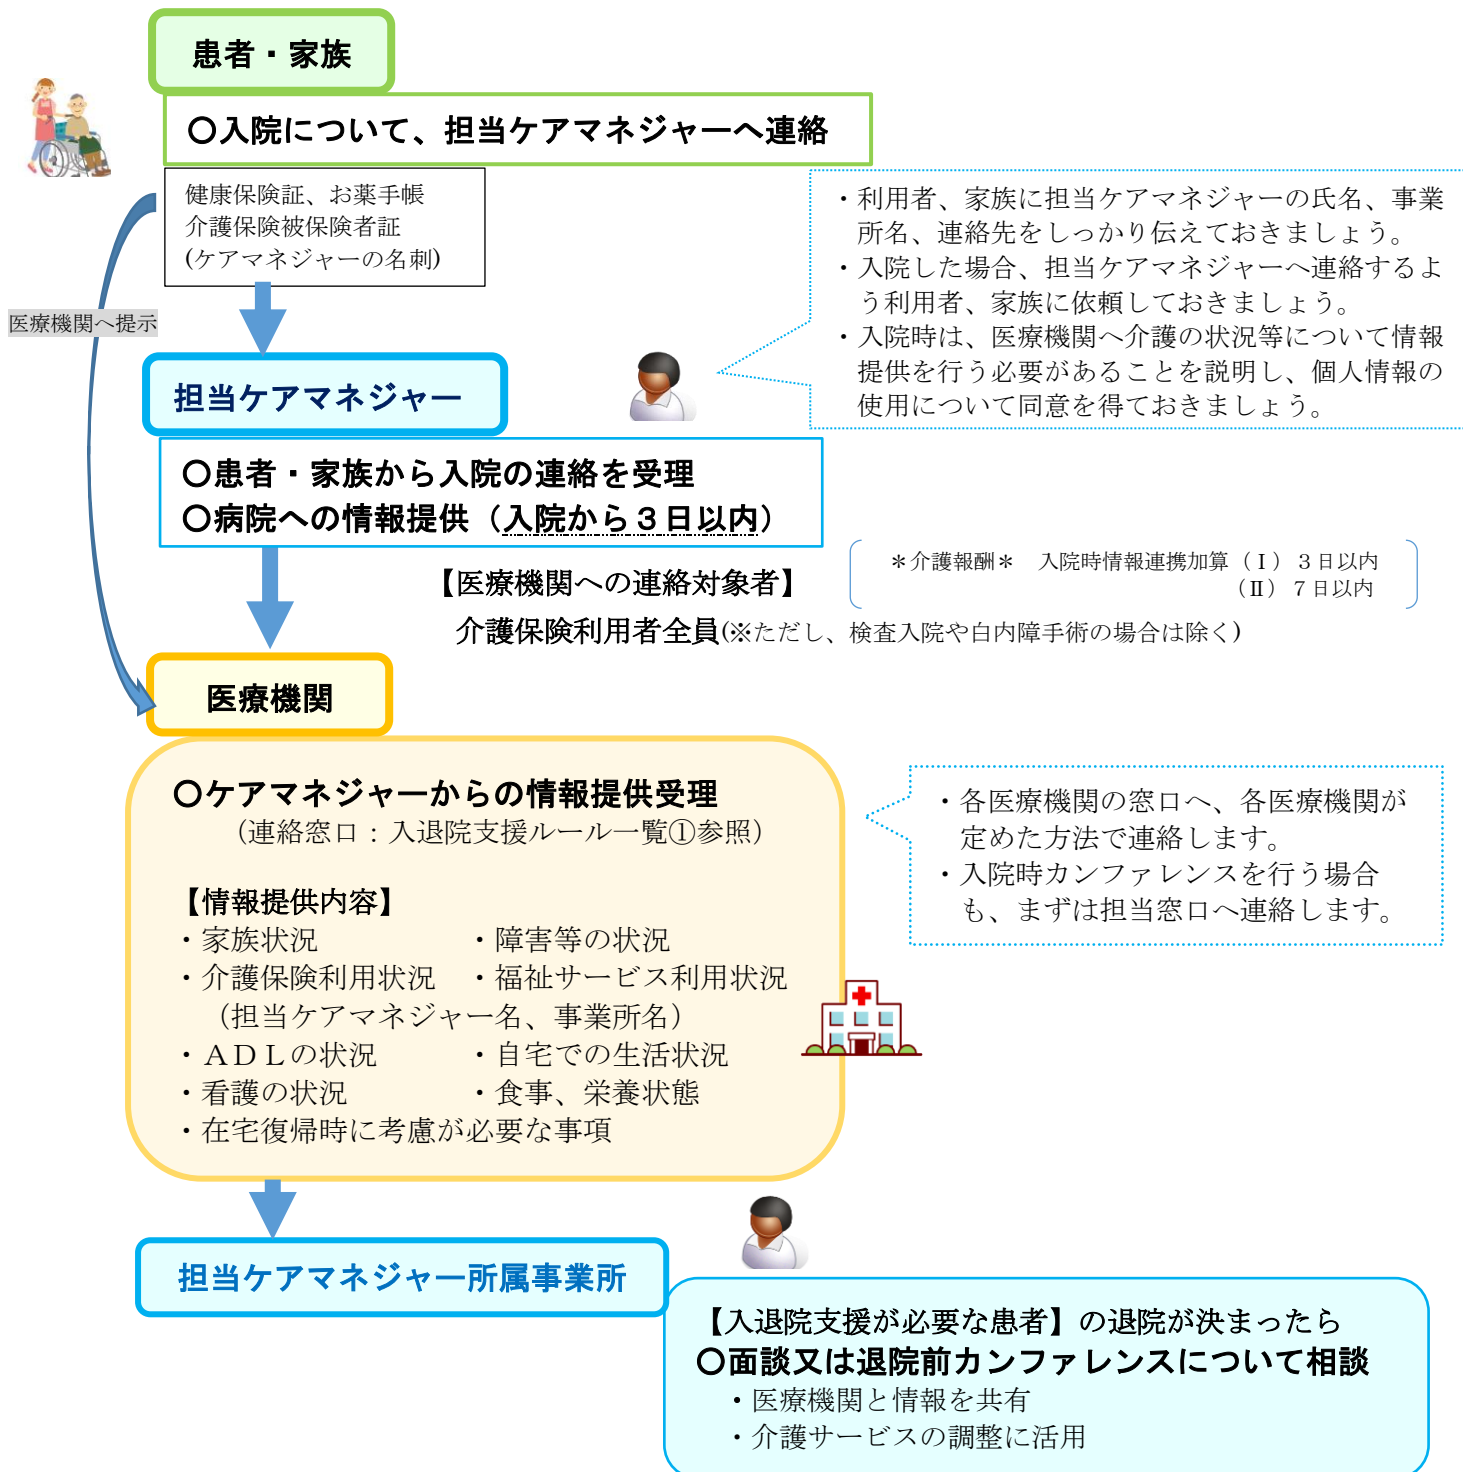 患者・家族
〇入院について、担当ケアマネジャーへ連絡
健康保険証、お薬手帳
介護保険被保険者証
(ケアマネジャーの名刺)
医療機関へ提示
・利用者、家族に担当ケアマネジャーの氏名、事業
所名、連絡先をしっかり伝えておきましょう。
・入院した場合、担当ケアマネジャーへ連絡するよ
う利用者、家族に依頼しておきましょう。
・入院時は、医療機関へ介護の状況等について情報
提供を行う必要があることを説明し、個人情報の
使用について同意を得ておきましょう。
担当ケアマネジャー
〇患者・家族から入院の連絡を受理
〇病院への情報提供（入院から３日以内）
＊介護報酬＊　入院時情報連携加算（Ⅰ）３日以内
（Ⅱ）７日以内
【医療機関への連絡対象者】
介護保険利用者全員(※ただし、検査入院や白内障手術の場合は除く)
医療機関
〇ケアマネジャーからの情報提供受理
（連絡窓口：入退院支援ルール一覧①参照）
【情報提供内容】
・家族状況　・障害等の状況
・介護保険利用状況　・福祉サービス利用状況
（担当ケアマネジャー名、事業所名）
・ＡＤＬの状況　・自宅での生活状況
・看護の状況　・食事、栄養状態
・在宅復帰時に考慮が必要な事項
・各医療機関の窓口へ、各医療機関が
定めた方法で連絡します。
・入院時カンファレンスを行う場合
も、まずは担当窓口へ連絡します。
担当ケアマネジャー所属事業所
【入退院支援が必要な患者】の退院が決まったら
〇面談又は退院前カンファレンスについて相談
・医療機関と情報を共有
・介護サービスの調整に活用